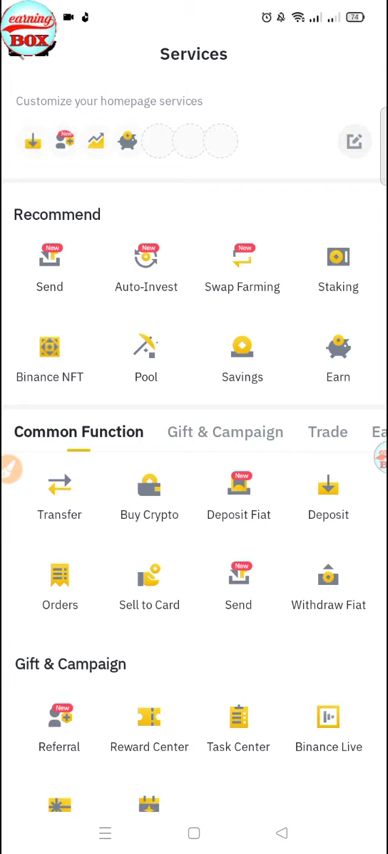 earning
BOX
74
Services
Customize your homepage services
New
Recommend
New New New
Send Auto-Invest Swap Farming Staking
Binance NFT Pool Savings Earn
Common Function Gift & Campaign Trade Ea
New
Transfer Buy Crypto Deposit Fiat Deposit
New
Orders Sell to Card Send Withdraw Fiat
Gift & Campaign
New
Referral Reward Center Task Center Binance Live